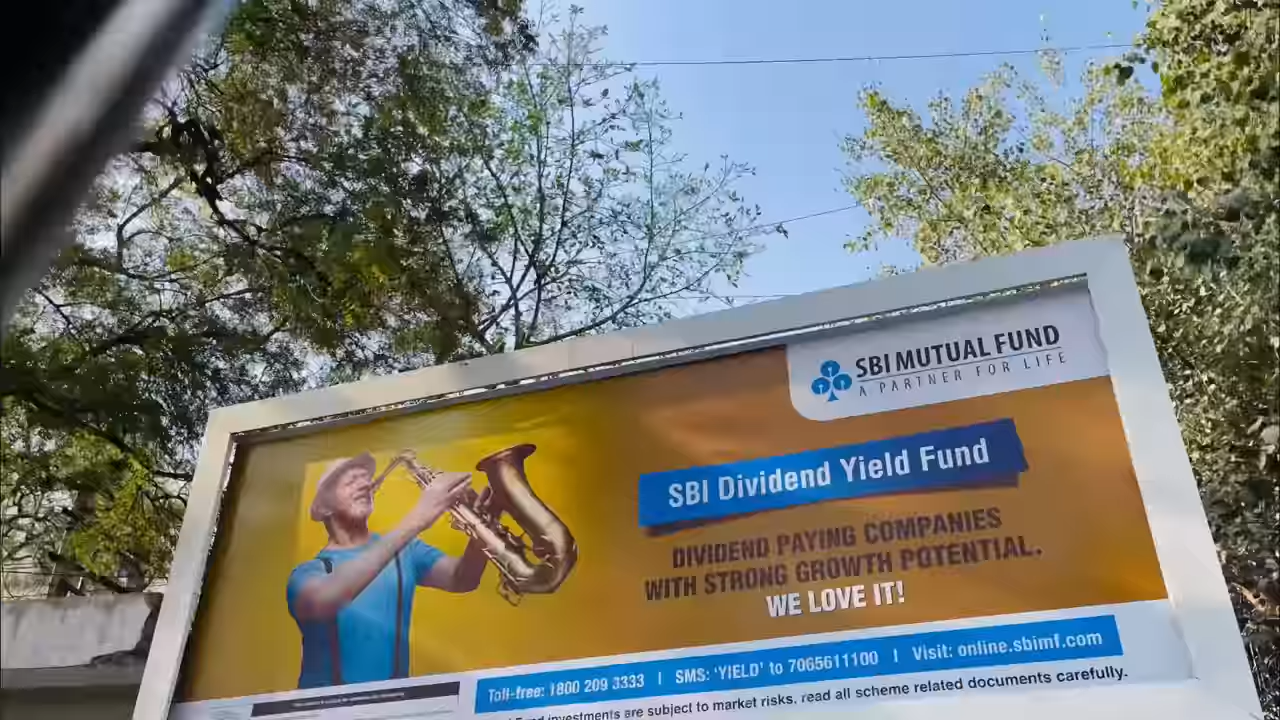 SBI MUTUAL FUND
A PARTNER FOR LIFE
SBI Dividend Yield Fund
DIVIDEND PAYING COMPANIES
WITH STRONG GROWTH POTENTIAL.
WE LOVE IT!
Toll-free: 1800 209 3333 | SMS: 'YIELD' to 7065611100 | Visit: online.sbimf.com
Fund investments are subject to market risks, read all scheme related documents carefully.